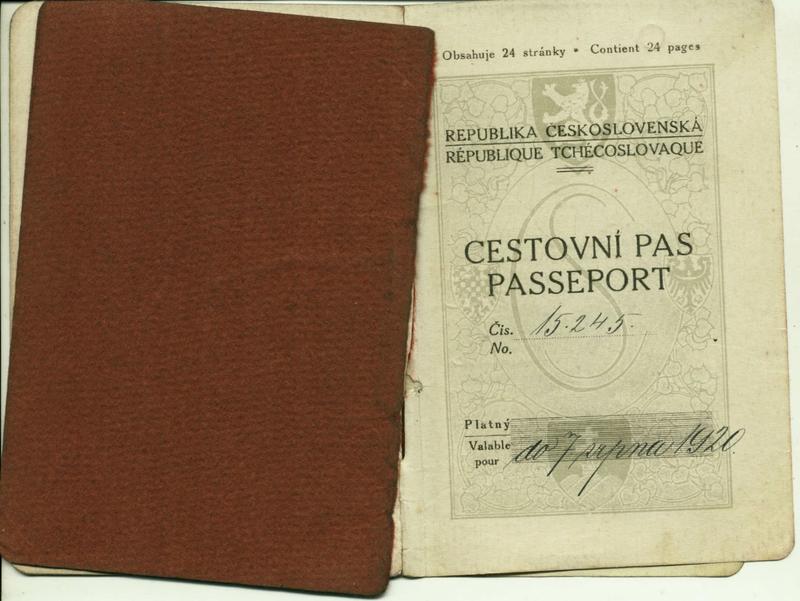 Obsahuje 24 stránky • Contient 24 pages
REPUBLIKA ČESKOSLOVENSKÁ
RÉPUBLIQUE TCHÉCOSLOVAQUE
CESTOVNÍ PAS
PASSEPORT
Čís. 15.245.
No.
Platný
Valable do 7 srpna 1920.
pour